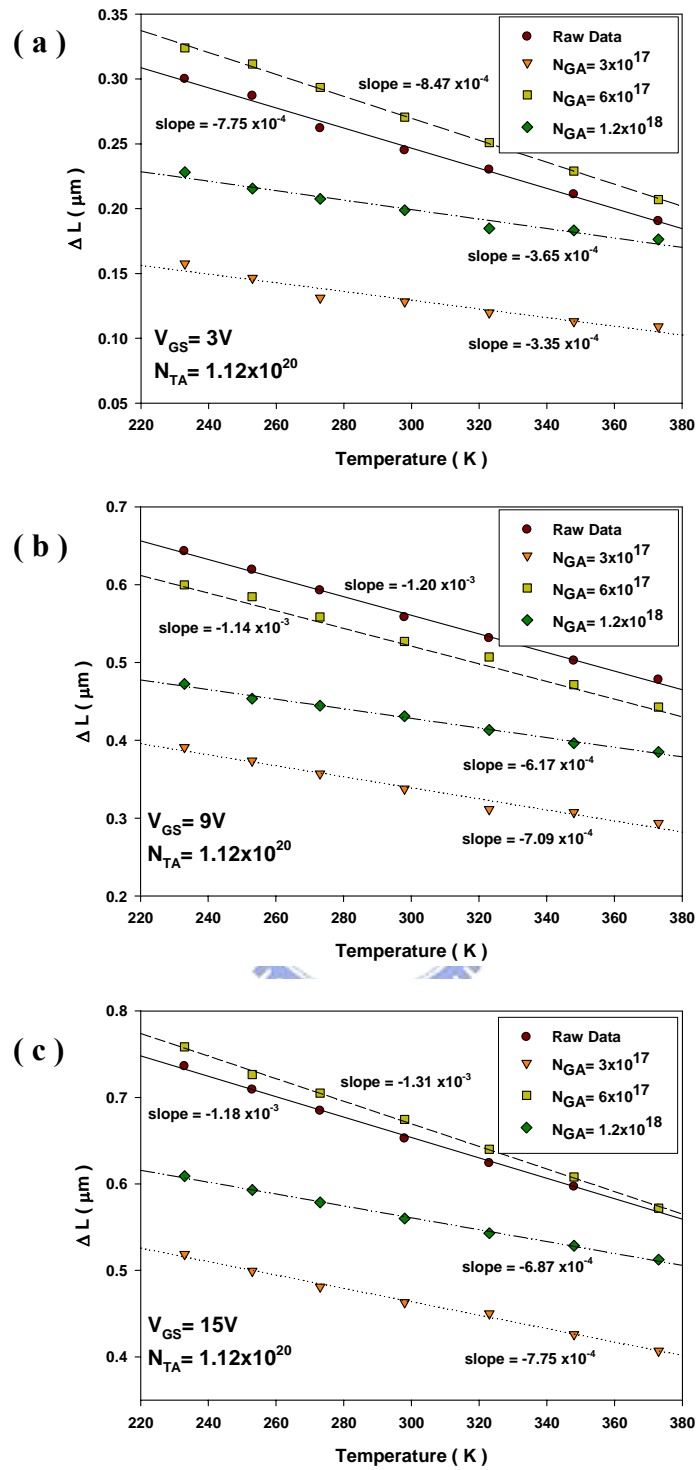 ( a )
0.35
0.30
0.25
0.20
0.15
0.10
0.05
Δ L ( μm )
Raw Data
N_GA= 3x10^17
N_GA= 6x10^17
N_GA= 1.2x10^18
slope = -8.47 x10^-4
slope = -7.75 x10^-4
slope = -3.65 x10^-4
slope = -3.35 x10^-4
V_GS= 3V
N_TA= 1.12x10^20
220 240 260 280 300 320 340 360 380
Temperature ( K )
( b )
0.7
0.6
0.5
0.4
0.3
0.2
Δ L ( μm )
Raw Data
N_GA= 3x10^17
N_GA= 6x10^17
N_GA= 1.2x10^18
slope = -1.20 x10^-3
slope = -1.14 x10^-3
slope = -6.17 x10^-4
slope = -7.09 x10^-4
V_GS= 9V
N_TA= 1.12x10^20
220 240 260 280 300 320 340 360 380
Temperature ( K )
( c )
0.8
0.7
0.6
0.5
0.4
Δ L ( μm )
Raw Data
N_GA= 3x10^17
N_GA= 6x10^17
N_GA= 1.2x10^18
slope = -1.31 x10^-3
slope = -1.18 x10^-3
slope = -6.87 x10^-4
slope = -7.75 x10^-4
V_GS= 15V
N_TA= 1.12x10^20
220 240 260 280 300 320 340 360 380
Temperature ( K )